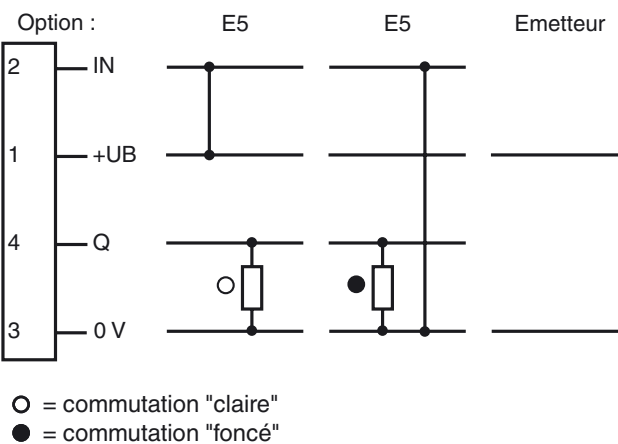 Option : E5 E5 Emetteur
2 IN
1 +UB
4 Q
3 0 V
= commutation "claire"
= commutation "foncé"